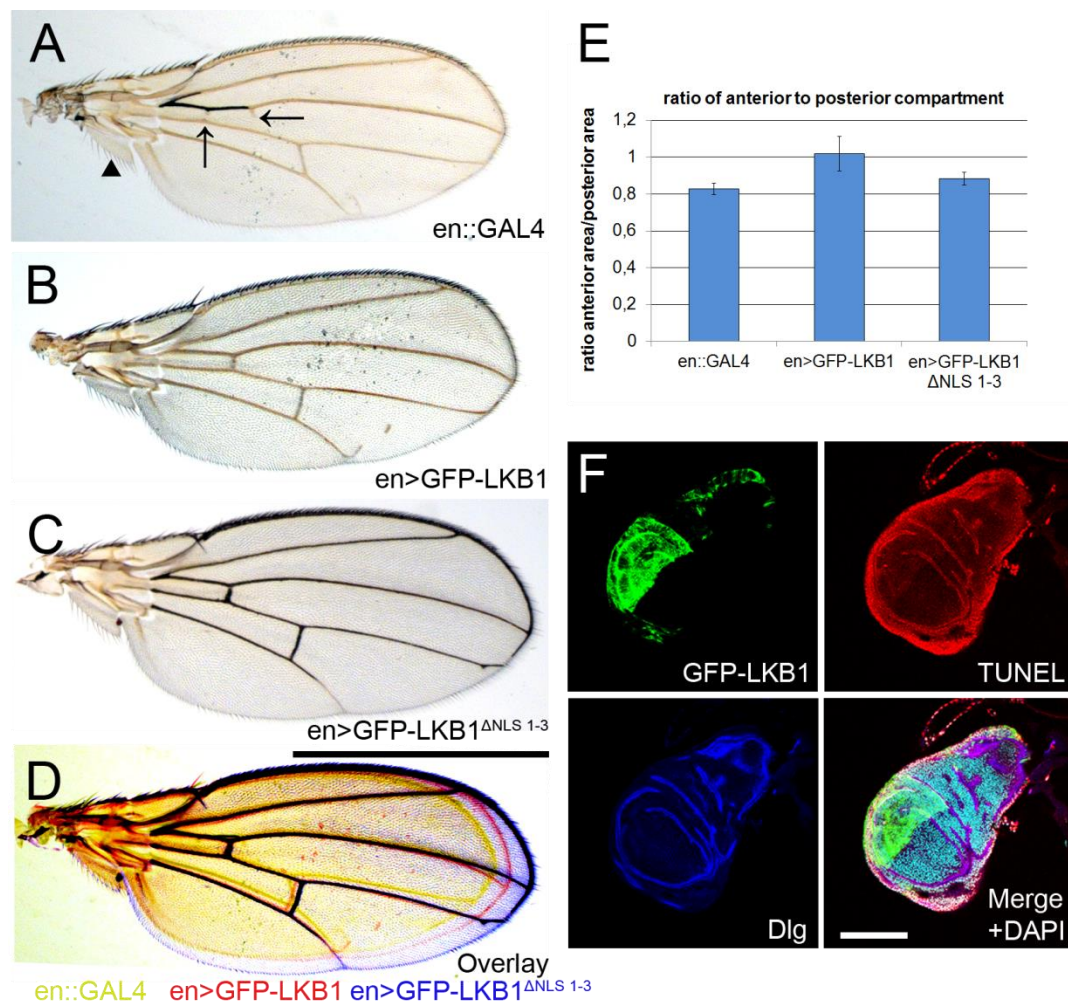 A
en::GAL4
B
en>GFP-LKB1
C
en>GFP-LKB1ΔNLS 1-3
D
Overlay
en::GAL4 en>GFP-LKB1 en>GFP-LKB1ΔNLS 1-3
E
ratio of anterior to posterior compartment
ratio anterior area/posterior area
1,2
1
0,8
0,6
0,4
0,2
0
en::GAL4
en>GFP-LKB1
en>GFP-LKB1
ΔNLS 1-3
F
GFP-LKB1
TUNEL
Dlg
Merge
+DAPI